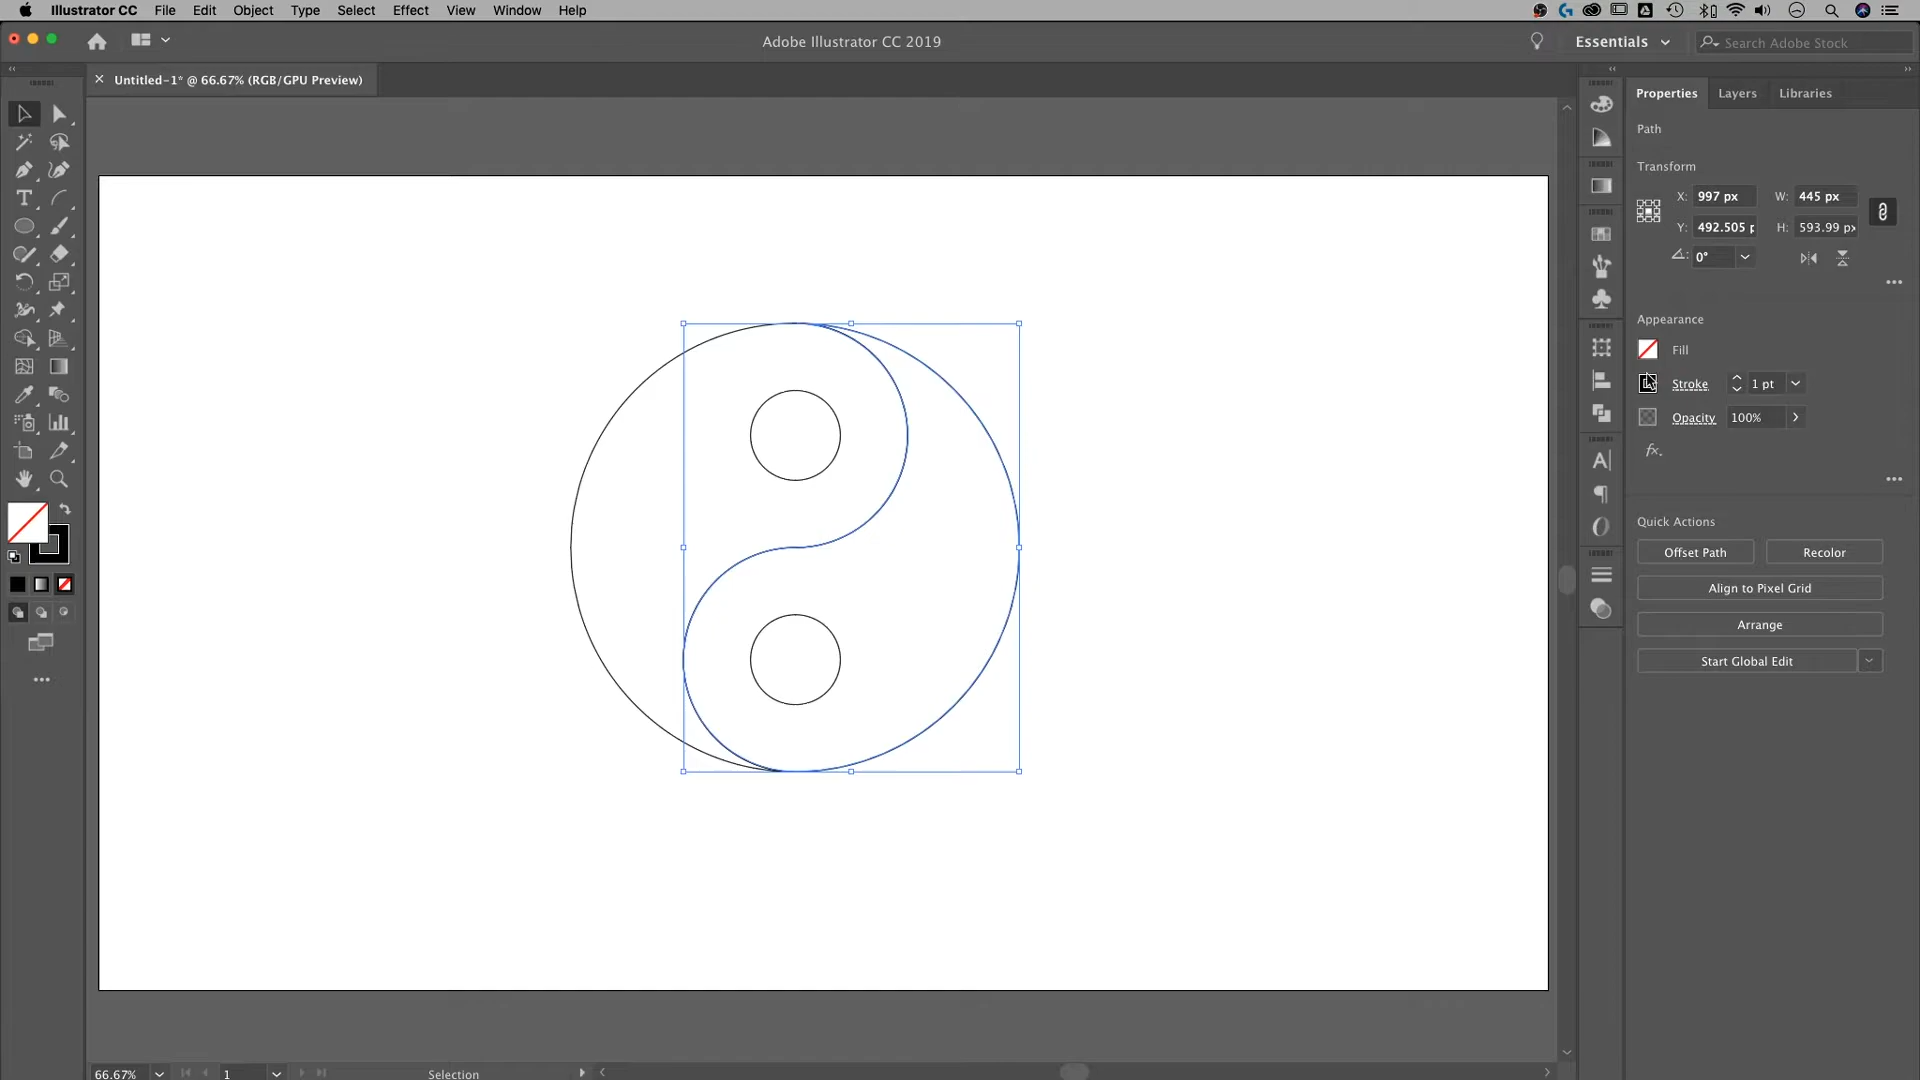 Illustrator CC File Edit Object Type Select Effect View Window Help
Adobe Illustrator CC 2019
Essentials
Search Adobe Stock
× Untitled-1* @ 66.67% (RGB/GPU Preview)
Properties Layers Libraries
Path
Transform
X: 997 px W: 445 px
Y: 492.505 p H: 593.99 px
0°
Appearance
Fill
Stroke 1 pt
Opacity 100%
fx.
Quick Actions
Offset Path Recolor
Align to Pixel Grid
Arrange
Start Global Edit
66.67% 1 Selection